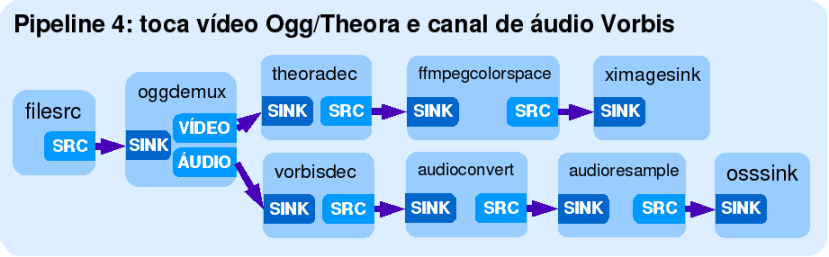 Pipeline 4: toca vídeo Ogg/Theora e canal de áudio Vorbis
filesrc
SRC
oggdemux
SINK
VÍDEO
ÁUDIO
theoradec
SINK SRC
ffmpegcolorspace
SINK SRC
ximagesink
SINK
vorbisdec
SINK SRC
audioconvert
SINK SRC
audioresample
SINK SRC
osssink
SINK